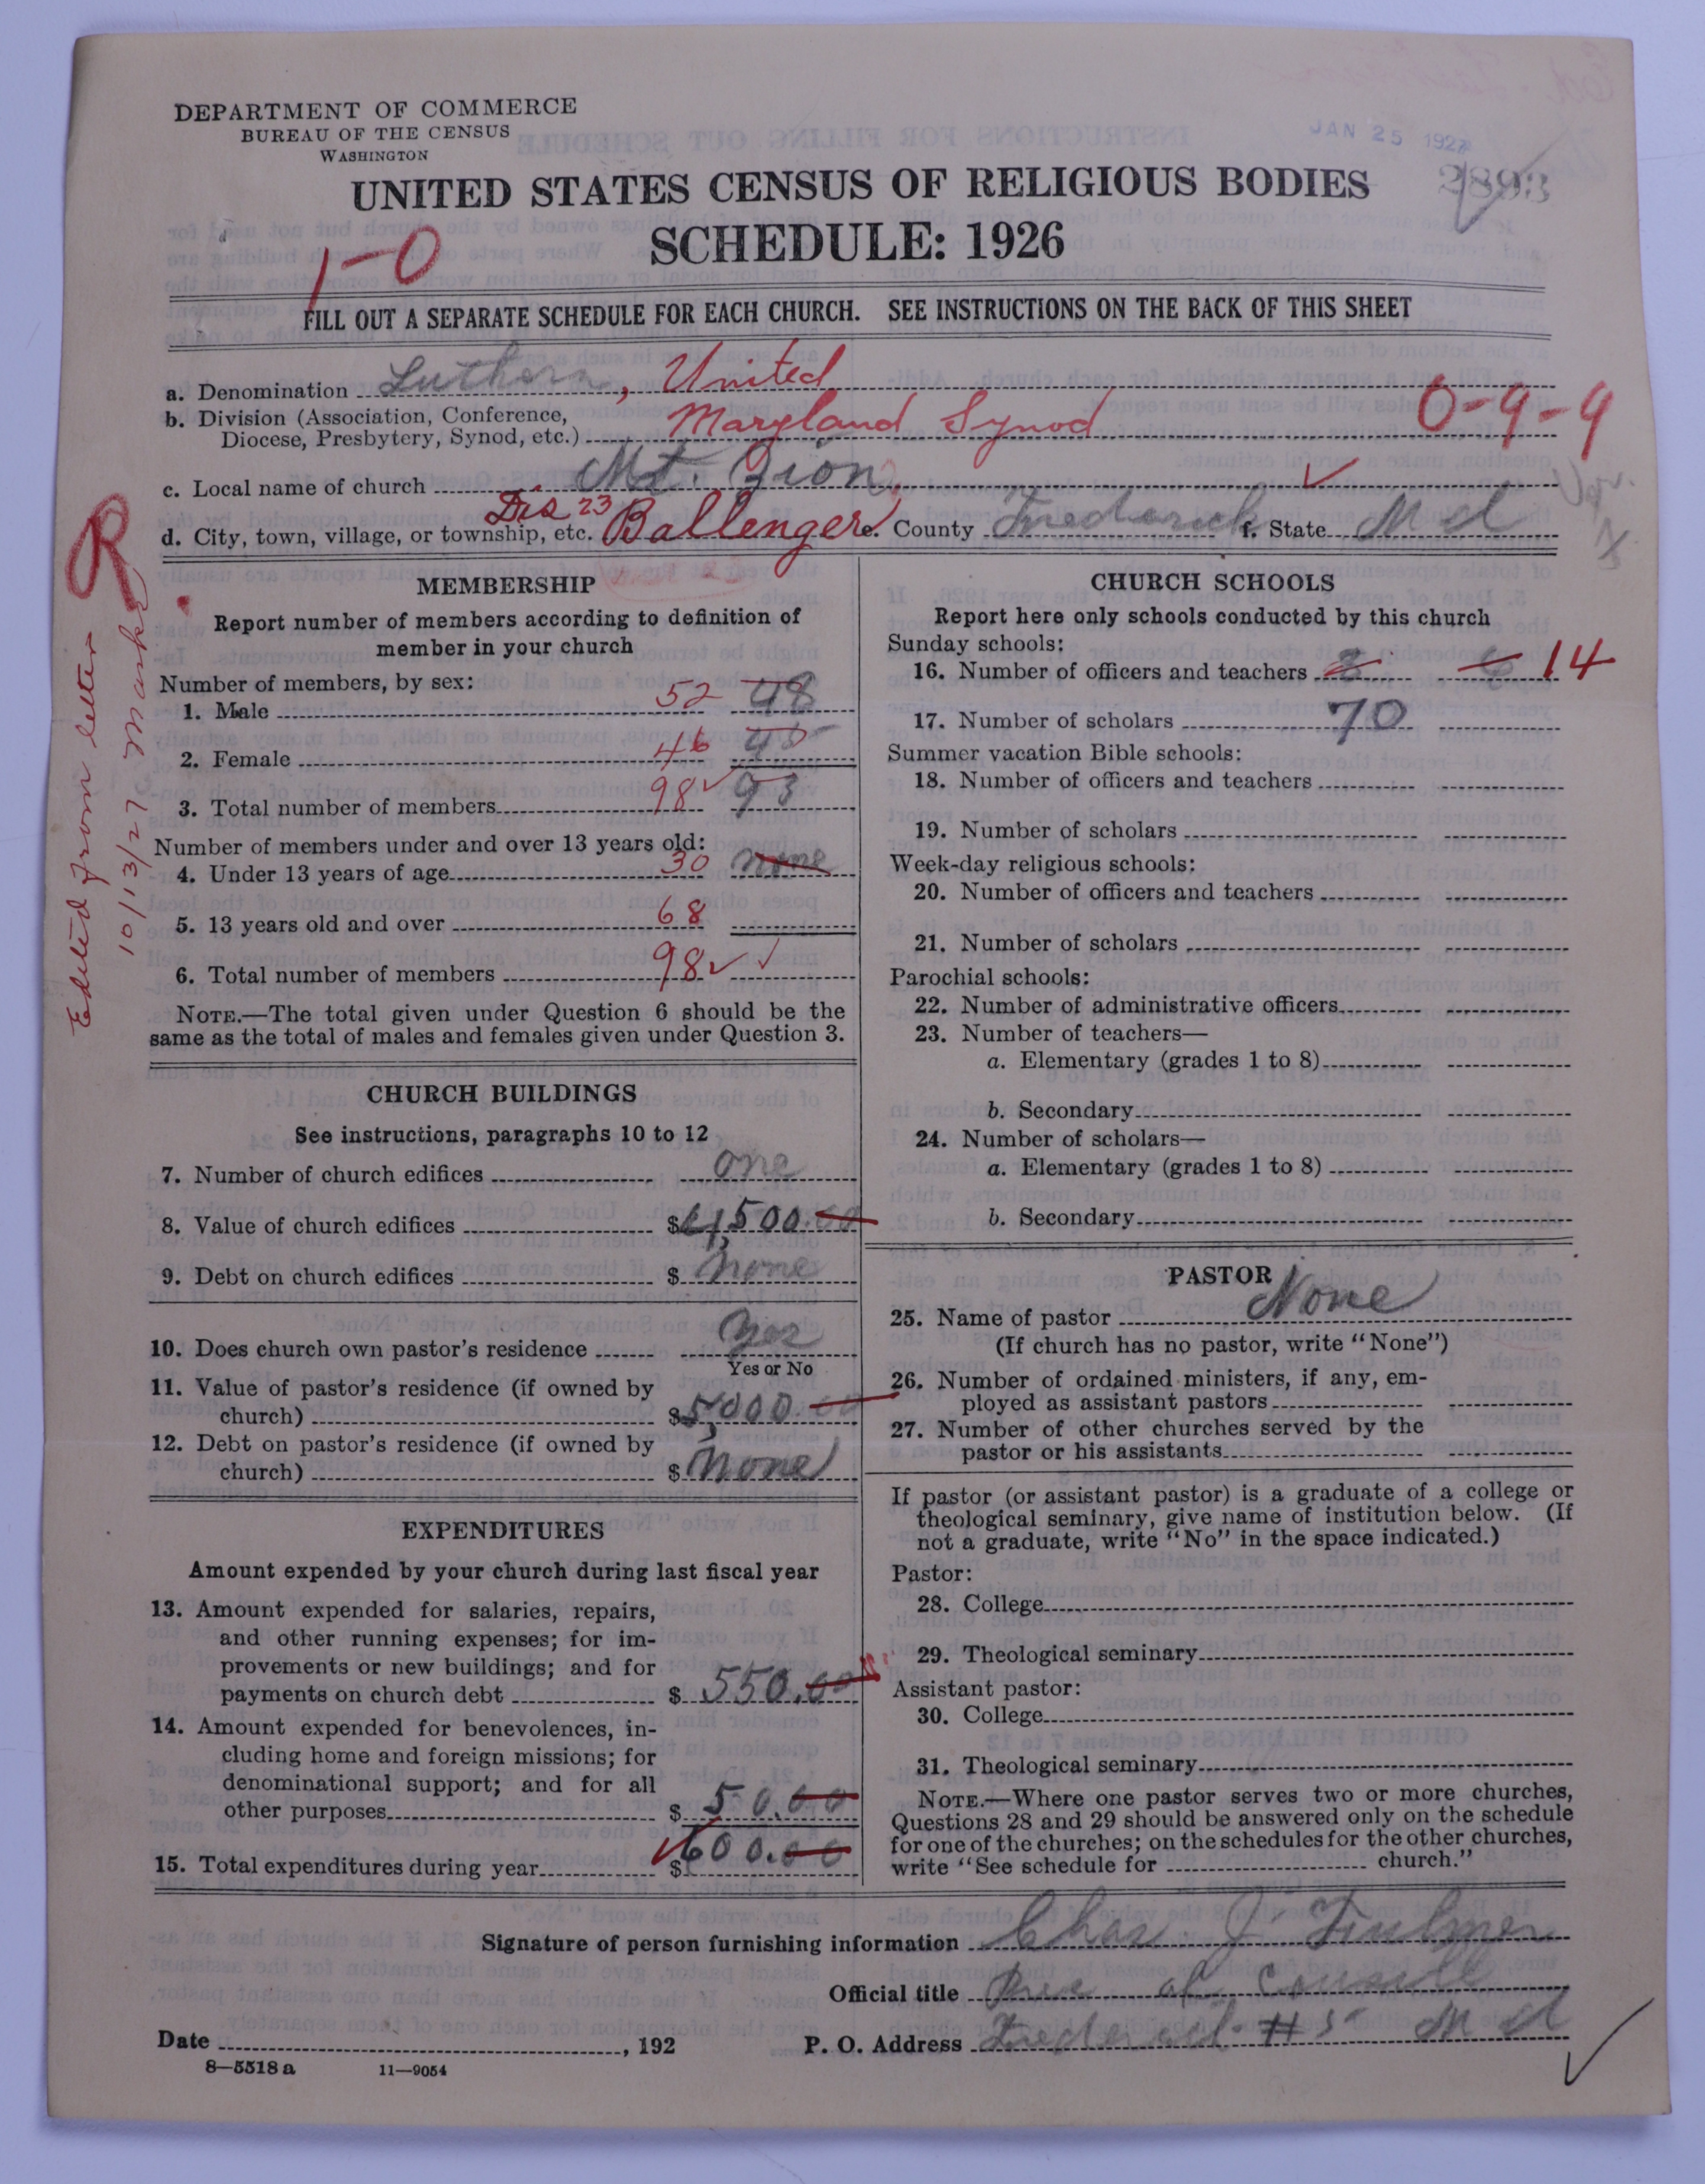 DEPARTMENT OF COMMERCE
BUREAU OF THE CENSUS
WASHINGTON
JAN 25 1927
UNITED STATES CENSUS OF RELIGIOUS BODIES
2893
SCHEDULE: 1926
1-0
FILL OUT A SEPARATE SCHEDULE FOR EACH CHURCH. SEE INSTRUCTIONS ON THE BACK OF THIS SHEET
a. Denomination Luthern, United
0-9-9
b. Division (Association, Conference,
Diocese, Presbytery, Synod, etc.) Maryland Synod
c. Local name of church Mt. Zion
d. City, town, village, or township, etc. Dis 23 Ballenger e. County Frederick f. State Md
R
Edited from letter
10/13/27
MEMBERSHIP
Report number of members according to definition of
member in your church
Number of members, by sex:
1. Male 52 48
2. Female 46 45
3. Total number of members 98 93
Number of members under and over 13 years old:
4. Under 13 years of age 30 none
5. 13 years old and over 68
6. Total number of members 98
NOTE.—The total given under Question 6 should be the
same as the total of males and females given under Question 3.
CHURCH BUILDINGS
See instructions, paragraphs 10 to 12
7. Number of church edifices one
8. Value of church edifices $4,500.00
9. Debt on church edifices $ none
10. Does church own pastor's residence Yes
Yes or No
11. Value of pastor's residence (if owned by
church) $5,000.00
12. Debt on pastor's residence (if owned by
church) $ none
EXPENDITURES
Amount expended by your church during last fiscal year
13. Amount expended for salaries, repairs,
and other running expenses; for im-
provements or new buildings; and for
payments on church debt $ 550.00
14. Amount expended for benevolences, in-
cluding home and foreign missions; for
denominational support; and for all
other purposes $ 50.00
15. Total expenditures during year $ 600.00
CHURCH SCHOOLS
Report here only schools conducted by this church
Sunday schools:
16. Number of officers and teachers 8 6 14
17. Number of scholars 70
Summer vacation Bible schools:
18. Number of officers and teachers
19. Number of scholars
Week-day religious schools:
20. Number of officers and teachers
21. Number of scholars
Parochial schools:
22. Number of administrative officers
23. Number of teachers—
a. Elementary (grades 1 to 8)
b. Secondary
24. Number of scholars—
a. Elementary (grades 1 to 8)
b. Secondary
PASTOR
25. Name of pastor None
(If church has no pastor, write "None")
26. Number of ordained ministers, if any, em-
ployed as assistant pastors
27. Number of other churches served by the
pastor or his assistants
If pastor (or assistant pastor) is a graduate of a college or
theological seminary, give name of institution below. (If
not a graduate, write "No" in the space indicated.)
Pastor:
28. College
29. Theological seminary
Assistant pastor:
30. College
31. Theological seminary
NOTE.—Where one pastor serves two or more churches,
Questions 28 and 29 should be answered only on the schedule
for one of the churches; on the schedules for the other churches,
write "See schedule for church."
Signature of person furnishing information Chas. J. Fulmer
Official title of Council
Date , 192
P. O. Address Frederick #5 Md
8—5518 a 11—9054